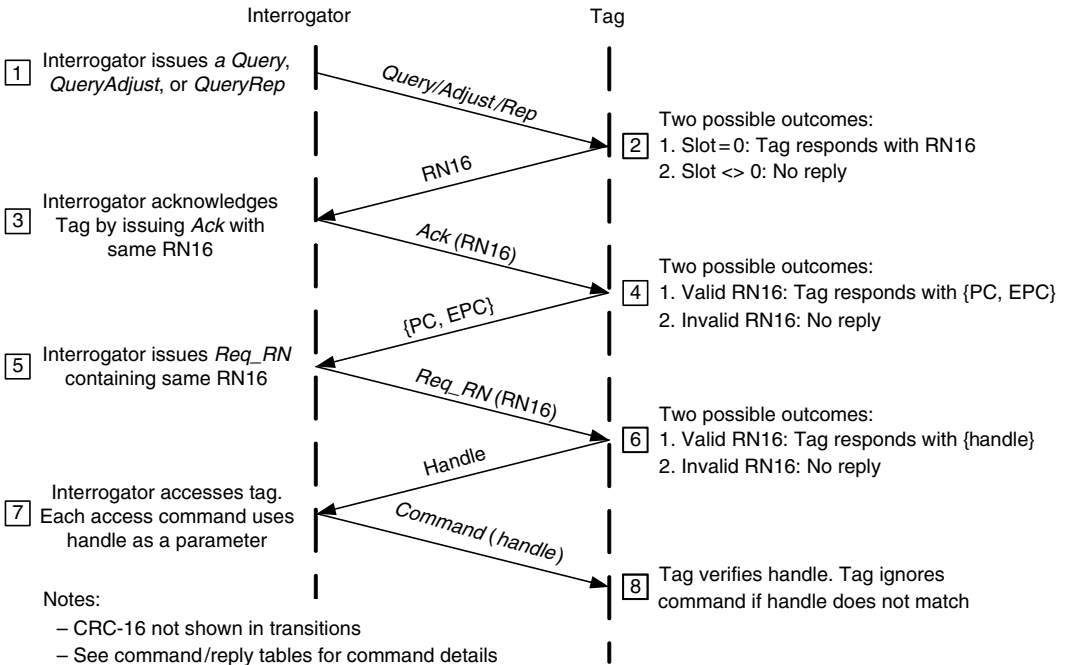 Interrogator
Tag
1
Interrogator issues a Query,
QueryAdjust, or QueryRep
Query/Adjust/Rep
2
Two possible outcomes:
1. Slot=0: Tag responds with RN16
2. Slot <> 0: No reply
RN16
3
Interrogator acknowledges
Tag by issuing Ack with
same RN16
Ack (RN16)
4
Two possible outcomes:
1. Valid RN16: Tag responds with {PC, EPC}
2. Invalid RN16: No reply
{PC, EPC}
5
Interrogator issues Req_RN
containing same RN16
Req_RN (RN16)
6
Two possible outcomes:
1. Valid RN16: Tag responds with {handle}
2. Invalid RN16: No reply
Handle
7
Interrogator accesses tag.
Each access command uses
handle as a parameter
Command (handle)
8
Tag verifies handle. Tag ignores
command if handle does not match
Notes:
– CRC-16 not shown in transitions
– See command/reply tables for command details